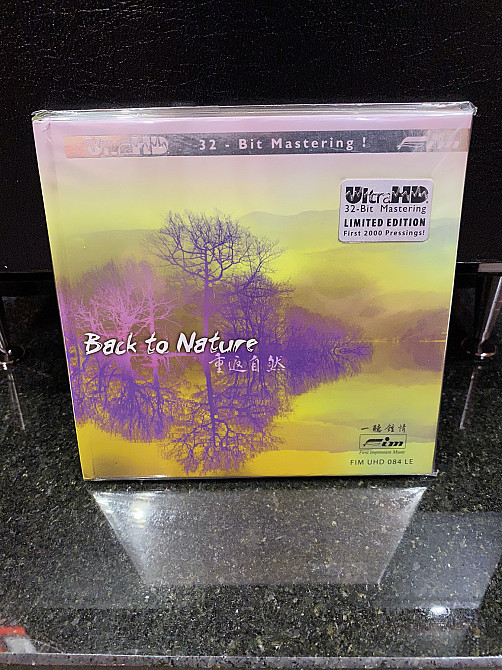 UltraHD 32 - Bit Mastering !
UltraHD
32-Bit Mastering
LIMITED EDITION
First 2000 Pressings!
Back to Nature
重返自然
一聽鍾情
Fim
First Impression Music
FIM UHD 084 LE